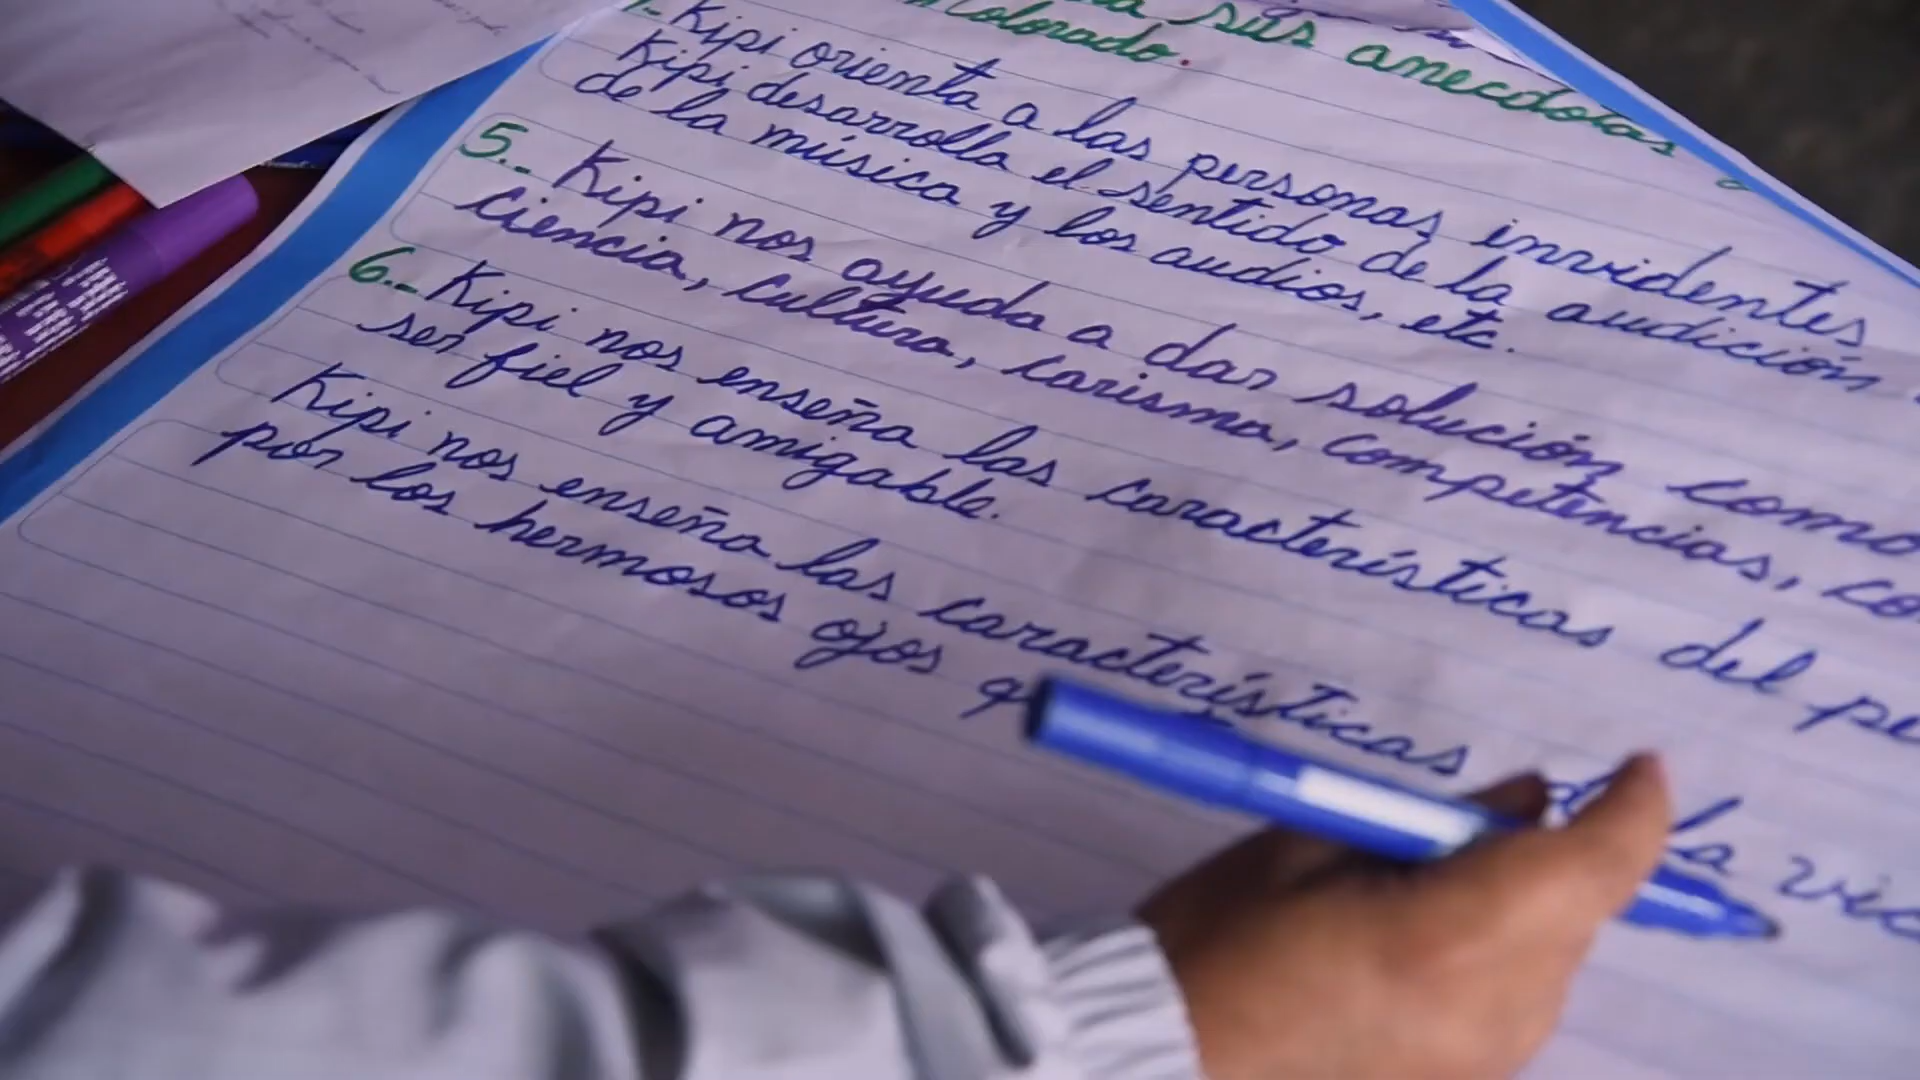 sus anecdotas
Colorado.
Kipi orienta a las personas invidentes
Kipi desarrolla el sentido de la audición
de la música y los audios, etc.
5.- Kipi nos ayuda a dar solución como
ciencia, cultura, carisma, competencias,
6.- Kipi nos enseña las características del
ser fiel y amigable.
Kipi nos enseña las características la
por los hermosos ojos